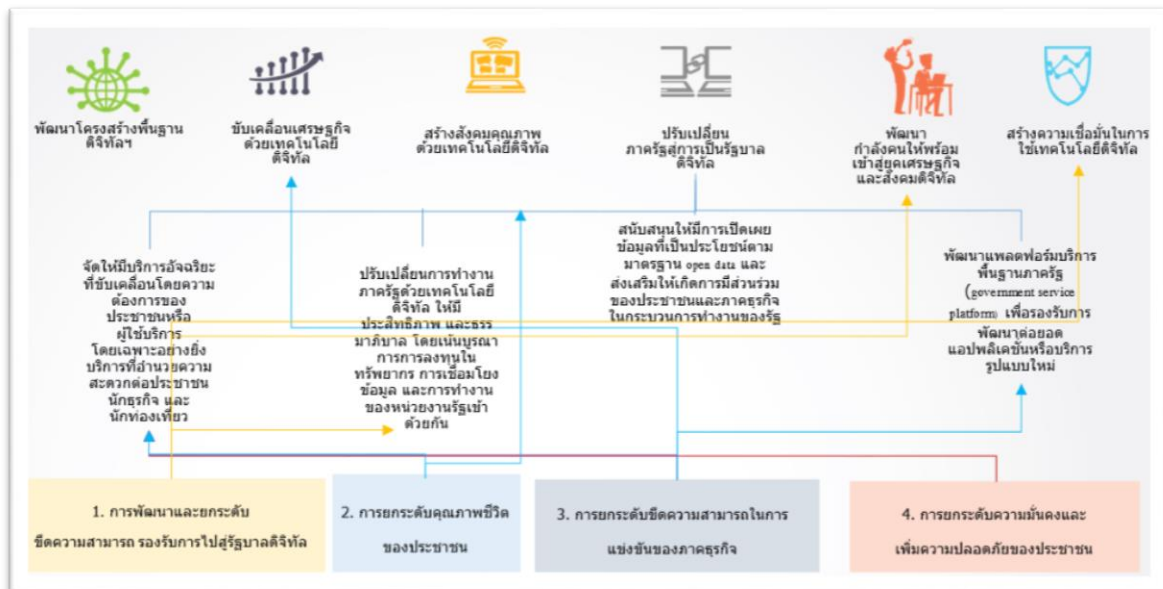 พัฒนาโครงสร้างพื้นฐาน
ดิจิทัลฯ
ขับเคลื่อนเศรษฐกิจ
ด้วยเทคโนโลยี
ดิจิทัล
สร้างสังคมคุณภาพ
ด้วยเทคโนโลยีดิจิทัล
ปรับเปลี่ยน
ภาครัฐสู่การเป็นรัฐบาล
ดิจิทัล
พัฒนา
กำลังคนให้พร้อม
เข้าสู่ยุคเศรษฐกิจ
และสังคมดิจิทัล
สร้างความเชื่อมั่นในการ
ใช้เทคโนโลยีดิจิทัล
จัดให้มีบริการอัจฉริยะ
ที่ขับเคลื่อนโดยความ
ต้องการของ
ประชาชนหรือ
ผู้ใช้บริการ
โดยเฉพาะอย่างยิ่ง
บริการที่อำนวยความ
สะดวกต่อประชาชน
นักธุรกิจ และ
นักท่องเที่ยว
ปรับเปลี่ยนการทำงาน
ภาครัฐด้วยเทคโนโลยี
ดิจิทัล ให้มี
ประสิทธิภาพ และธรร
มาภิบาล โดยเน้นบูรณา
การการลงทุนใน
ทรัพยากร การเชื่อมโยง
ข้อมูล และการทำงาน
ของหน่วยงานรัฐเข้า
ด้วยกัน
สนับสนุนให้มีการเปิดเผย
ข้อมูลที่เป็นประโยชน์ตาม
มาตรฐาน open data และ
ส่งเสริมให้เกิดการมีส่วนร่วม
ของประชาชนและภาคธุรกิจ
ในกระบวนการทำงานของรัฐ
พัฒนาแพลตฟอร์มบริการ
พื้นฐานภาครัฐ
(government service
platform) เพื่อรองรับการ
พัฒนาต่อยอด
แอปพลิเคชันหรือบริการ
รูปแบบใหม่
1. การพัฒนาและยกระดับ
ขีดความสามารถ รองรับการไปสู่รัฐบาลดิจิทัล
2. การยกระดับคุณภาพชีวิต
ของประชาชน
3. การยกระดับขีดความสามารถในการ
แข่งขันของภาคธุรกิจ
4. การยกระดับความมั่นคงและ
เพิ่มความปลอดภัยของประชาชน